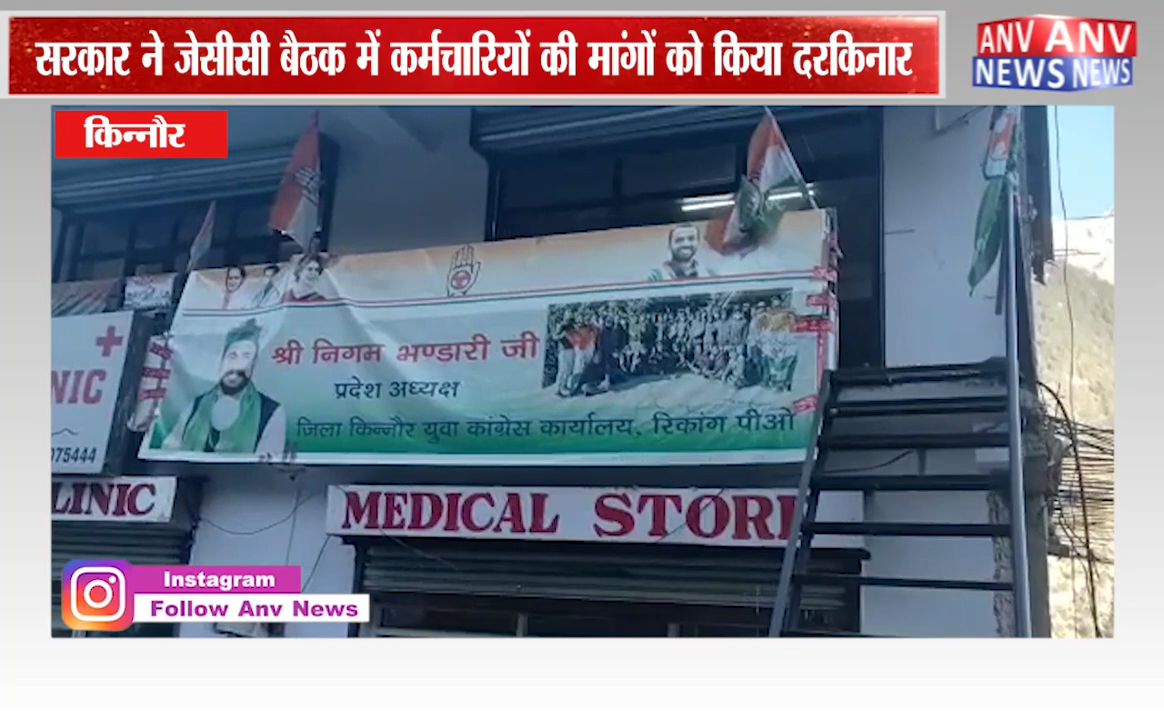 सरकार ने जेसीसी बैठक में कर्मचारियों की मांगों को किया दरकिनार
ANV ANV
NEWS NEWS
किन्नौर
श्री निगम भण्डारी जी
प्रदेश अध्यक्ष
जिला किन्नौर युवा कांग्रेस कार्यालय, रिकांग पीओ
NIC
75444
LINIC
MEDICAL STORE
Instagram
Follow Anv News